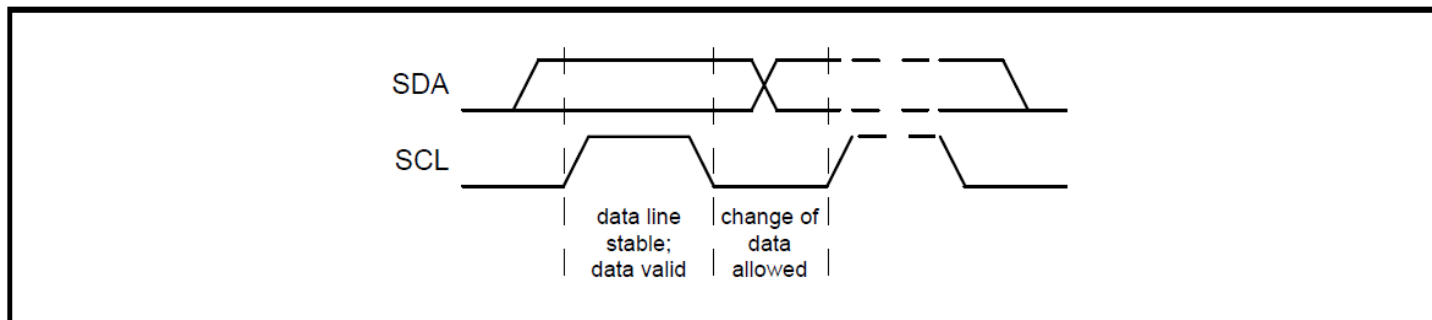 SDA
SCL
data line
stable;
data valid
change of
data
allowed